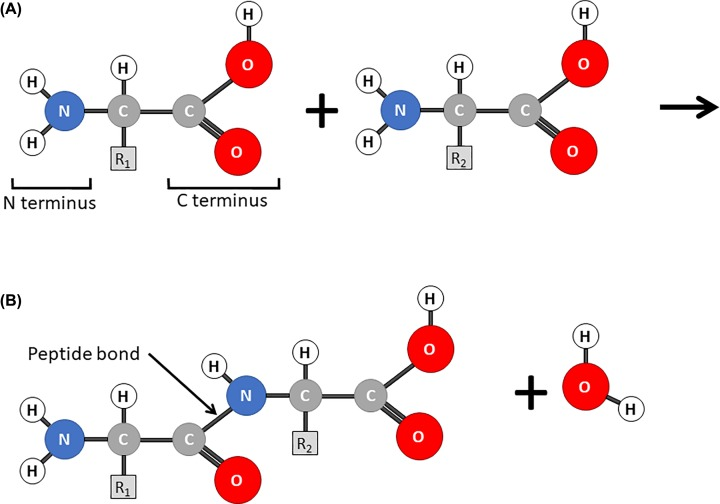 (A)
H H
H H H H
O O
N C C + N C C →
H H
O O
R1 R2
N terminus C terminus
(B)
H
Peptide bond H H H
O
N C C + O
H H H
N C C O
H R2
O
R1